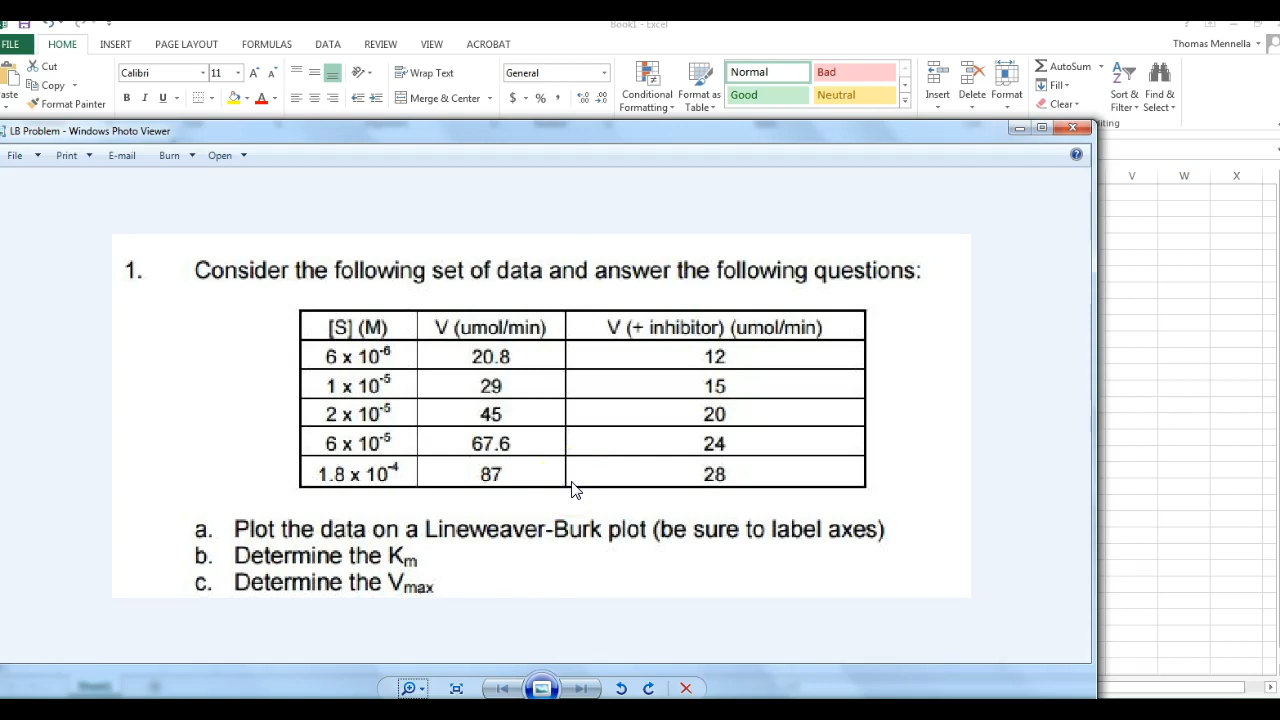 Book1 - Excel
FILE HOME INSERT PAGE LAYOUT FORMULAS DATA REVIEW VIEW ACROBAT Thomas Mennella
Cut
Copy
Format Painter
Calibri 11
B I U
Wrap Text
Merge & Center
General
$ % ,
Conditional Formatting
Format as Table
Normal Bad
Good Neutral
Insert Delete Format
AutoSum
Fill
Clear
Sort & Filter
Find & Select
LB Problem - Windows Photo Viewer
File Print E-mail Burn Open
V W X
1. Consider the following set of data and answer the following questions:
[S] (M) V (umol/min) V (+ inhibitor) (umol/min)
6 x 10⁻⁶ 20.8 12
1 x 10⁻⁵ 29 15
2 x 10⁻⁵ 45 20
6 x 10⁻⁵ 67.6 24
1.8 x 10⁻⁴ 87 28
a. Plot the data on a Lineweaver-Burk plot (be sure to label axes)
b. Determine the Km
c. Determine the Vmax